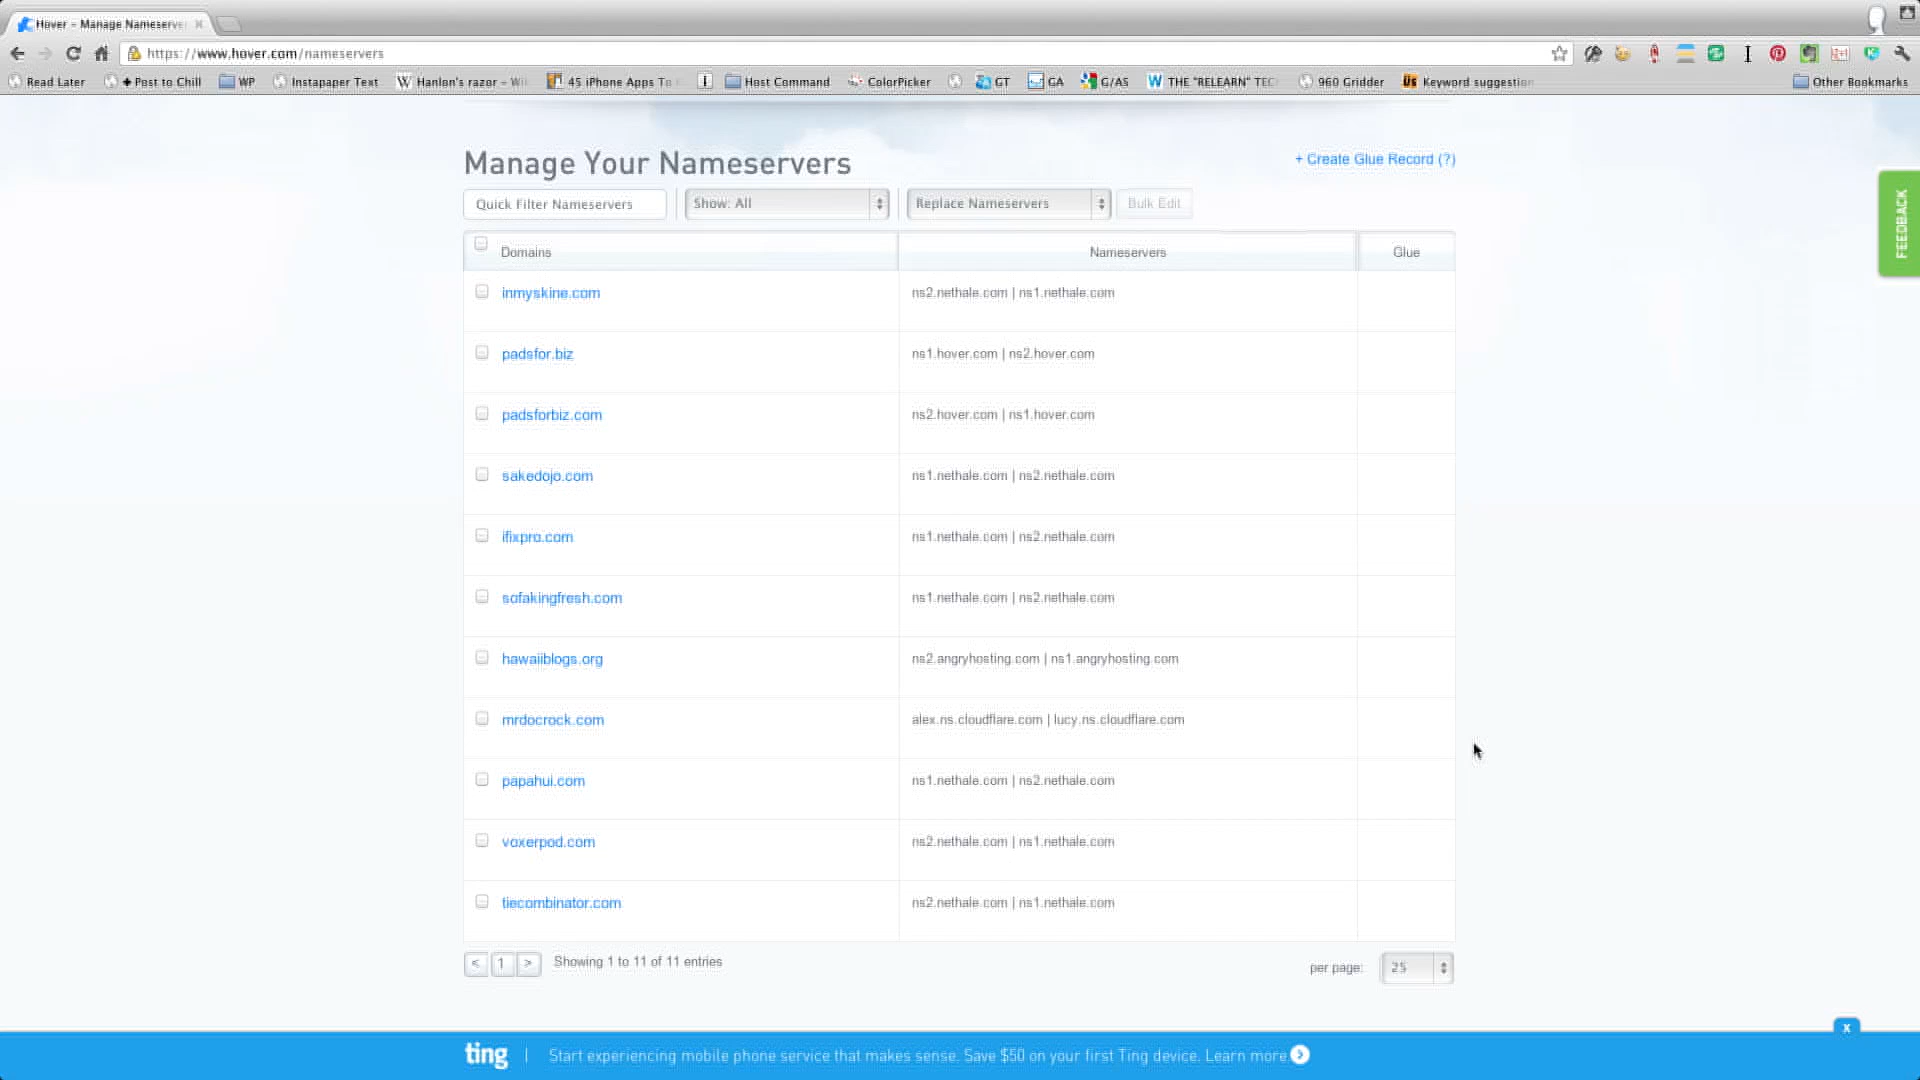 Hover - Manage Nameserve
https://www.hover.com/nameservers
Read Later Post to Chill WP Instapaper Text Hanlon's razor – Wi 45 iPhone Apps To Host Command ColorPicker GT GA G/AS THE "RELEARN" TEC 960 Gridder Keyword suggestion Other Bookmarks
Manage Your Nameservers
+ Create Glue Record (?)
Quick Filter Nameservers Show: All Replace Nameservers Bulk Edit
FEEDBACK
Domains Nameservers Glue
inmyskine.com ns2.nethale.com | ns1.nethale.com
padsfor.biz ns1.hover.com | ns2.hover.com
padsforbiz.com ns2.hover.com | ns1.hover.com
sakedojo.com ns1.nethale.com | ns2.nethale.com
ifixpro.com ns1.nethale.com | ns2.nethale.com
sofakingfresh.com ns1.nethale.com | ns2.nethale.com
hawaiiblogs.org ns2.angryhosting.com | ns1.angryhosting.com
mrdocrock.com alex.ns.cloudflare.com | lucy.ns.cloudflare.com
papahui.com ns1.nethale.com | ns2.nethale.com
voxerpod.com ns2.nethale.com | ns1.nethale.com
tiecombinator.com ns2.nethale.com | ns1.nethale.com
< 1 > Showing 1 to 11 of 11 entries per page: 25
x
ting | Start experiencing mobile phone service that makes sense. Save $50 on your first Ting device. Learn more >